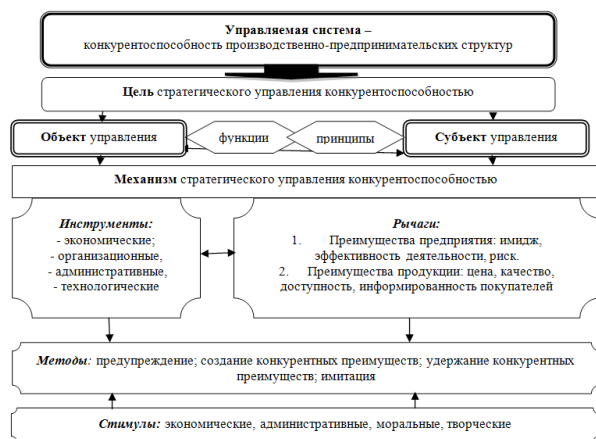 Управляемая система –
конкурентоспособность производственно-предпринимательских структур
Цель стратегического управления конкурентоспособностью
Объект управления
функции
принципы
Субъект управления
Механизм стратегического управления конкурентоспособностью
Инструменты:
- экономические;
- организационные,
- административные,
- технологические
Рычаги:
1. Преимущества предприятия: имидж,
эффективность деятельности, риск.
2. Преимущества продукции: цена, качество,
доступность, информированность покупателей
Методы: предупреждение; создание конкурентных преимуществ; удержание конкурентных
преимуществ; имитация
Стимулы: экономические, административные, моральные, творческие